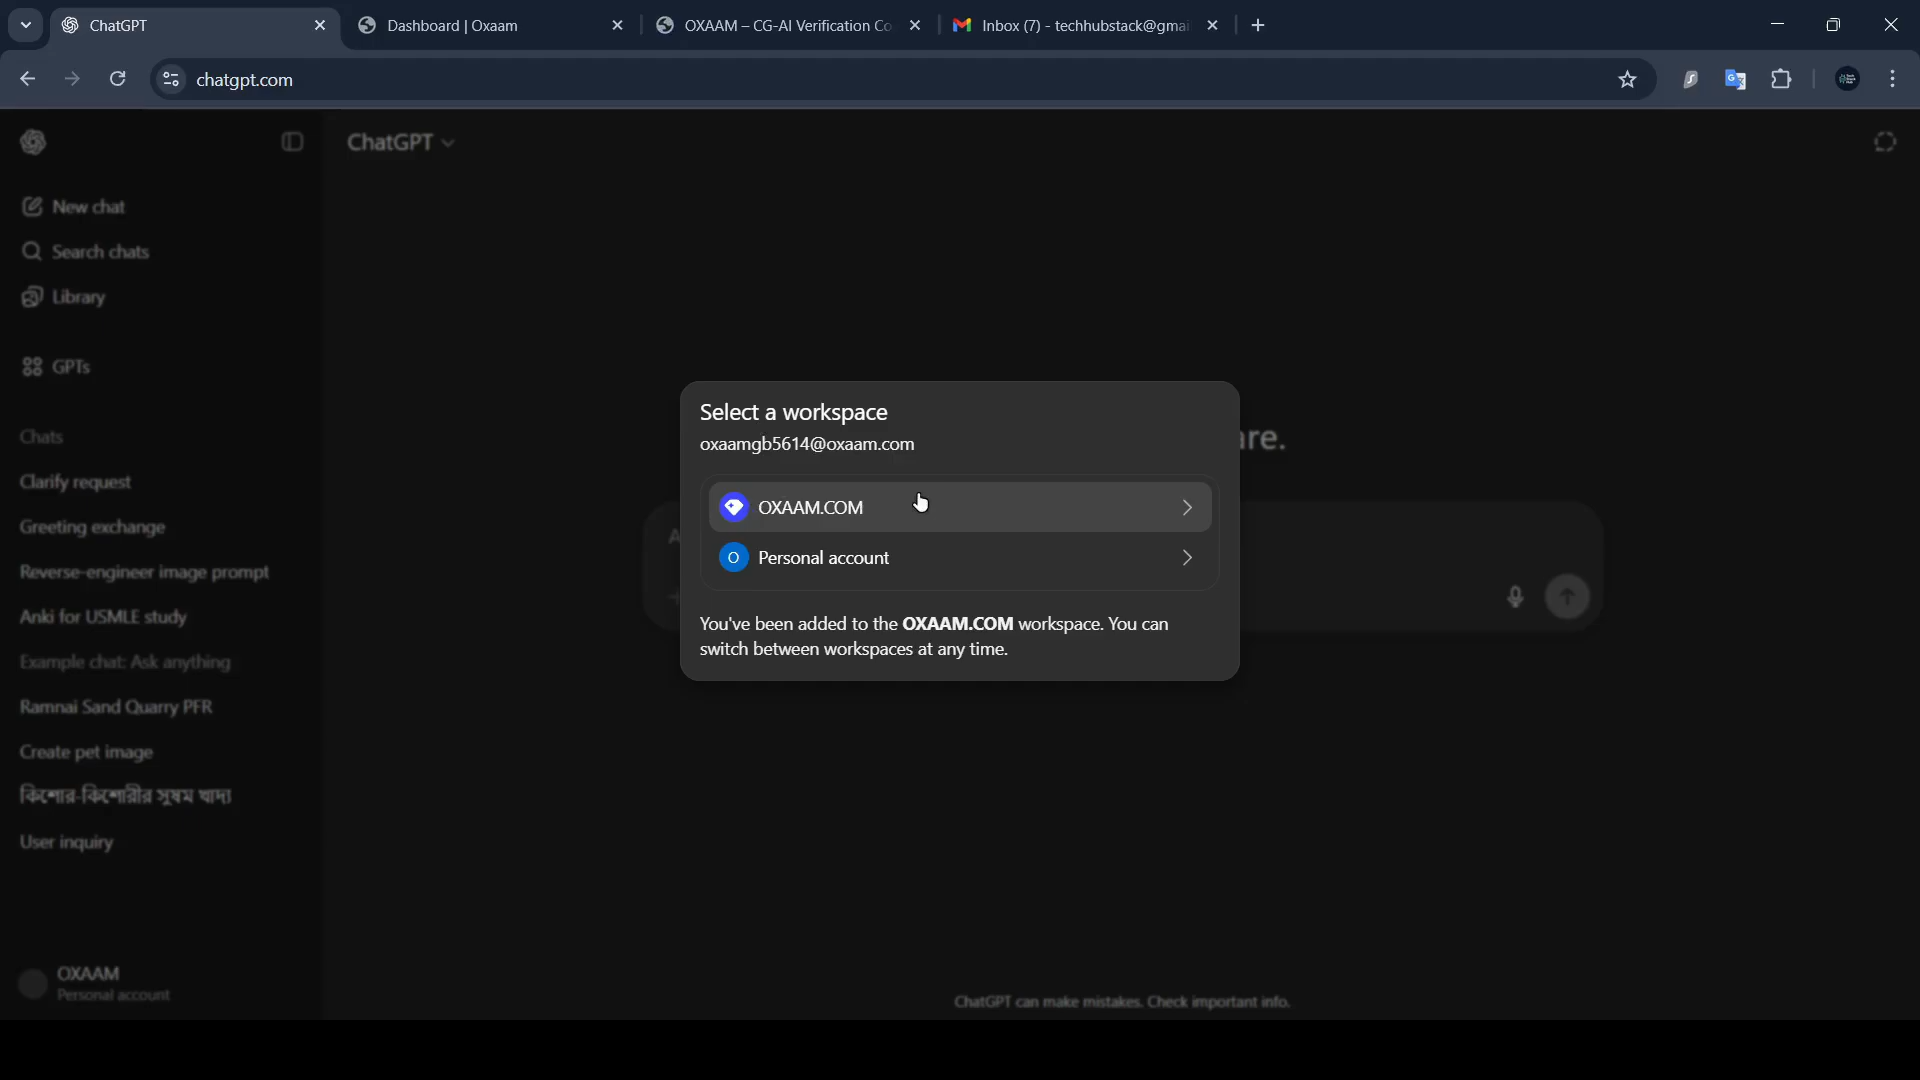 ChatGPT
Dashboard | Oxaam
OXAAM – CG-AI Verification Co
Inbox (7) - techhubstack@gmai
chatgpt.com
ChatGPT
New chat
Search chats
Library
GPTs
Chats
Clarify request
Greeting exchange
Reverse-engineer image prompt
Anki for USMLE study
Example chat: Ask anything
Ramnai Sand Quarry PFR
Create pet image
কিশোর-কিশোরীর সুষম খাদ্য
User inquiry
OXAAM
Personal account
Select a workspace
oxaamgb5614@oxaam.com
OXAAM.COM
O Personal account
You've been added to the OXAAM.COM workspace. You can
switch between workspaces at any time.
are.
A
ChatGPT can make mistakes. Check important info.